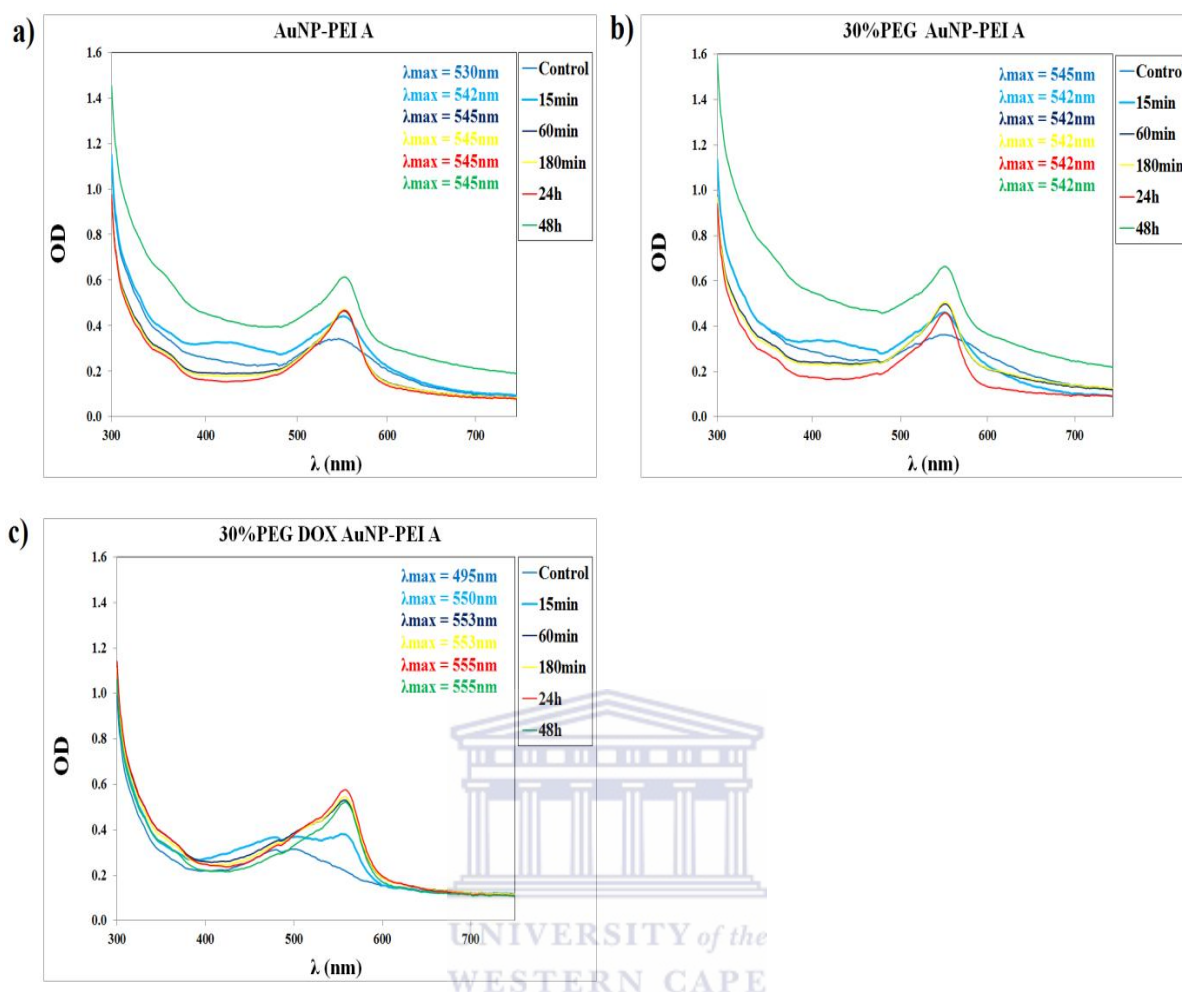 a)
AuNP-PEI A
λmax = 530nm
λmax = 542nm
λmax = 545nm
λmax = 545nm
λmax = 545nm
λmax = 545nm
Control
15min
60min
180min
24h
48h
OD
1.6
1.4
1.2
1.0
0.8
0.6
0.4
0.2
0.0
300 400 500 600 700
λ (nm)
b)
30%PEG AuNP-PEI A
λmax = 545nm
λmax = 542nm
λmax = 542nm
λmax = 542nm
λmax = 542nm
λmax = 542nm
Control
15min
60min
180min
24h
48h
OD
1.6
1.4
1.2
1.0
0.8
0.6
0.4
0.2
0.0
300 400 500 600 700
λ (nm)
c)
30%PEG DOX AuNP-PEI A
λmax = 495nm
λmax = 550nm
λmax = 553nm
λmax = 553nm
λmax = 555nm
λmax = 555nm
Control
15min
60min
180min
24h
48h
OD
1.6
1.4
1.2
1.0
0.8
0.6
0.4
0.2
0.0
300 400 500 600 700
λ (nm)
UNIVERSITY of the
WESTERN CAPE